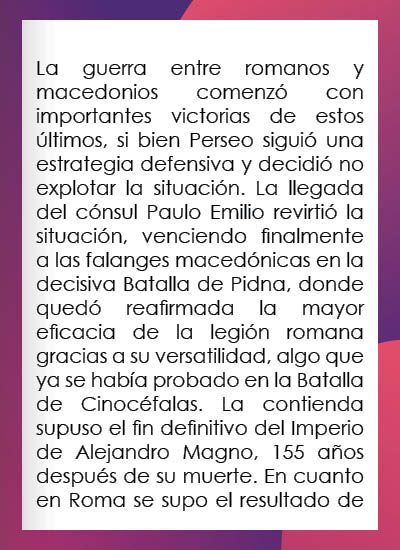 La guerra entre romanos y
macedonios comenzó con
importantes victorias de estos
últimos, si bien Perseo siguió una
estrategia defensiva y decidió no
explotar la situación. La llegada
del cónsul Paulo Emilio revirtió la
situación, venciendo finalmente
a las falanges macedónicas en la
decisiva Batalla de Pidna, donde
quedó reafirmada la mayor
eficacia de la legión romana
gracias a su versatilidad, algo que
ya se había probado en la Batalla
de Cinocéfalas. La contienda
supuso el fin definitivo del Imperio
de Alejandro Magno, 155 años
después de su muerte. En cuanto
en Roma se supo el resultado de